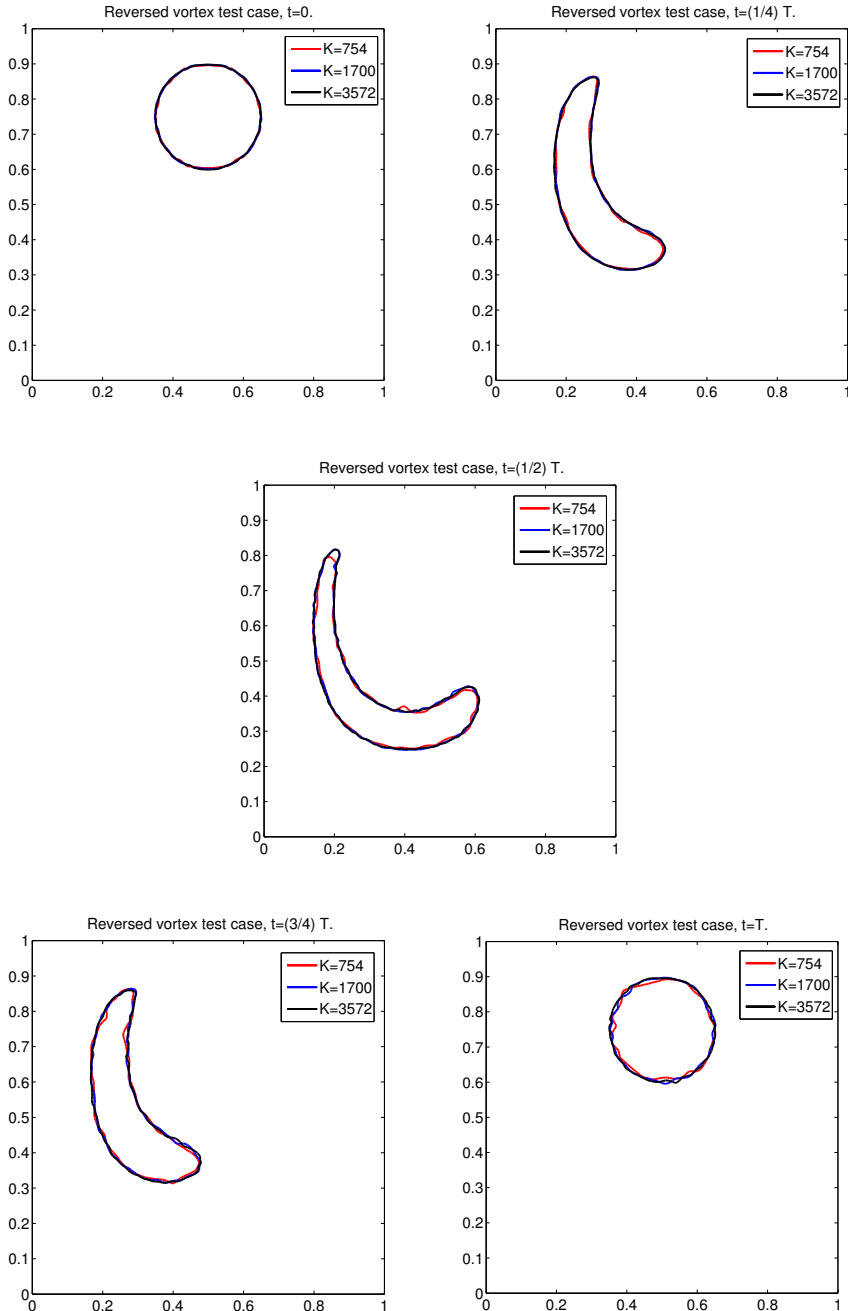 Reversed vortex test case, t=0.
1
0.9
0.8
0.7
0.6
0.5
0.4
0.3
0.2
0.1
0
0 0.2 0.4 0.6 0.8 1
K=754
K=1700
K=3572
Reversed vortex test case, t=(1/4) T.
1
0.9
0.8
0.7
0.6
0.5
0.4
0.3
0.2
0.1
0
0 0.2 0.4 0.6 0.8 1
K=754
K=1700
K=3572
Reversed vortex test case, t=(1/2) T.
1
0.9
0.8
0.7
0.6
0.5
0.4
0.3
0.2
0.1
0
0 0.2 0.4 0.6 0.8 1
K=754
K=1700
K=3572
Reversed vortex test case, t=(3/4) T.
1
0.9
0.8
0.7
0.6
0.5
0.4
0.3
0.2
0.1
0
0 0.2 0.4 0.6 0.8 1
K=754
K=1700
K=3572
Reversed vortex test case, t=T.
1
0.9
0.8
0.7
0.6
0.5
0.4
0.3
0.2
0.1
0
0 0.2 0.4 0.6 0.8 1
K=754
K=1700
K=3572